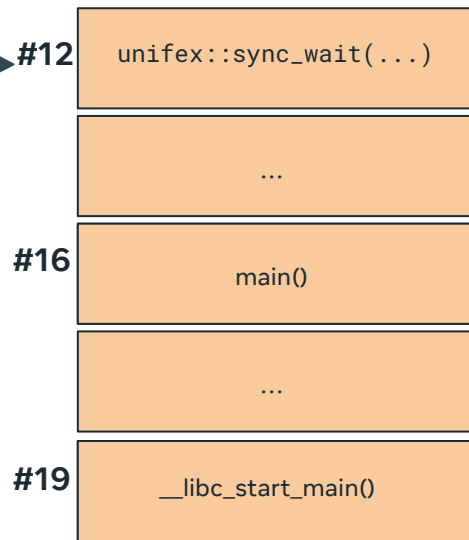 #12 unifex::sync_wait(...)
...
#16 main()
...
#19 __libc_start_main()